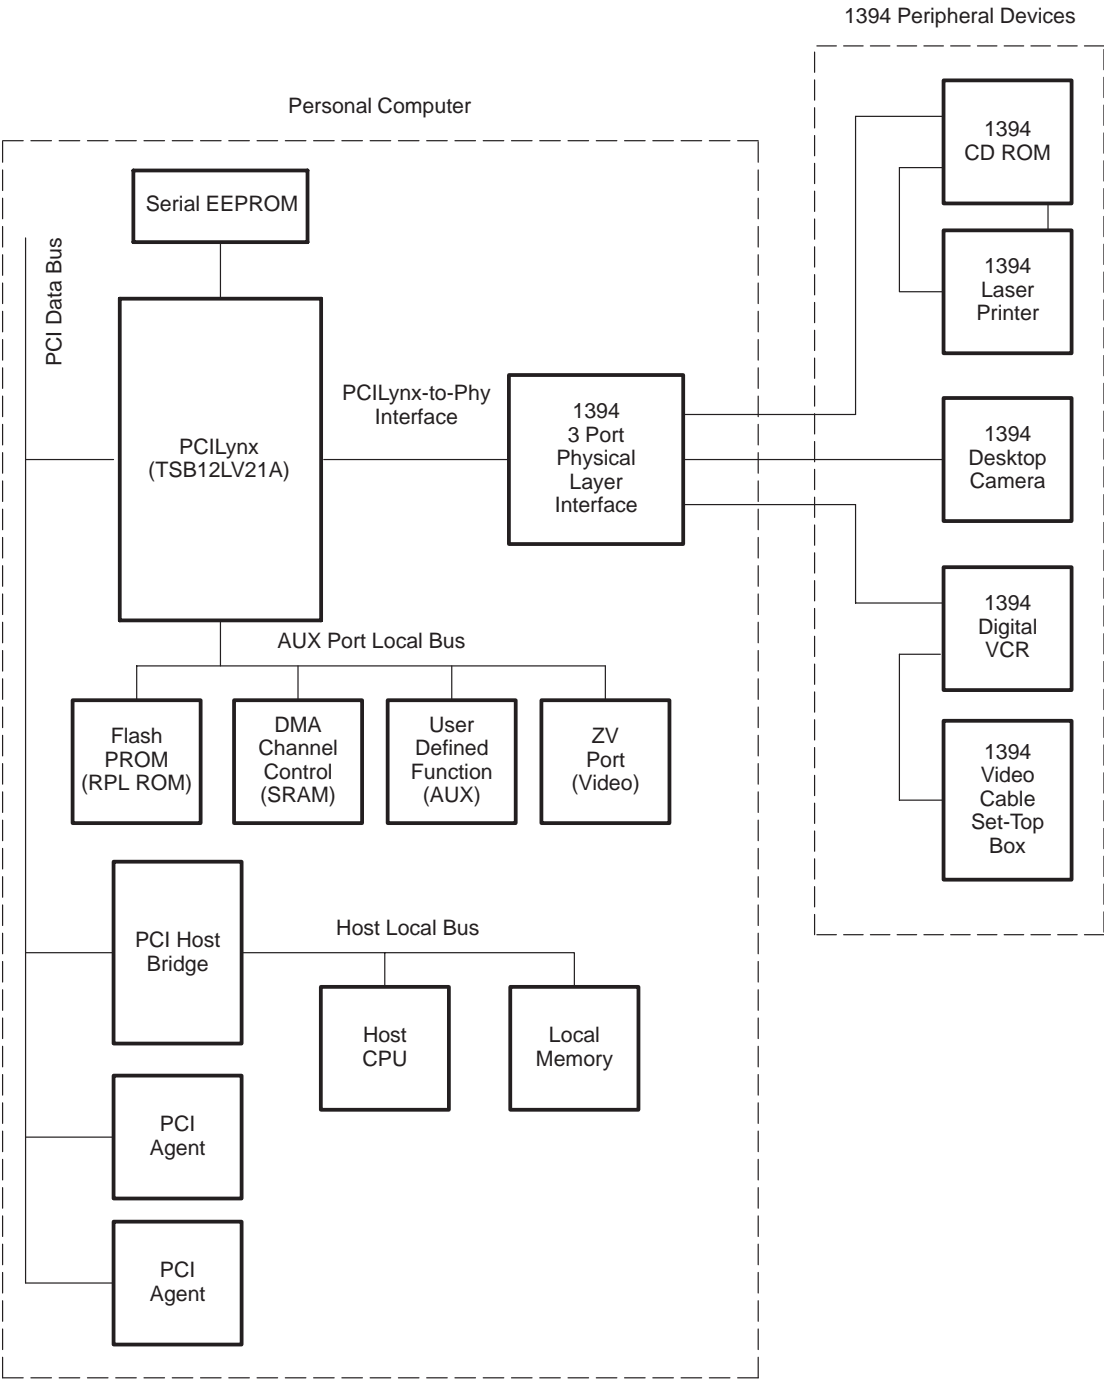 1394 Peripheral Devices
Personal Computer
1394
CD ROM
Serial EEPROM
PCI Data Bus
1394
Laser
Printer
PCILynx-to-Phy
Interface
PCILynx
(TSB12LV21A)
1394
3 Port
Physical
Layer
Interface
1394
Desktop
Camera
1394
Digital
VCR
AUX Port Local Bus
Flash
PROM
(RPL ROM)
DMA
Channel
Control
(SRAM)
User
Defined
Function
(AUX)
ZV
Port
(Video)
1394
Video
Cable
Set-Top
Box
PCI Host
Bridge
Host Local Bus
Host
CPU
Local
Memory
PCI
Agent
PCI
Agent